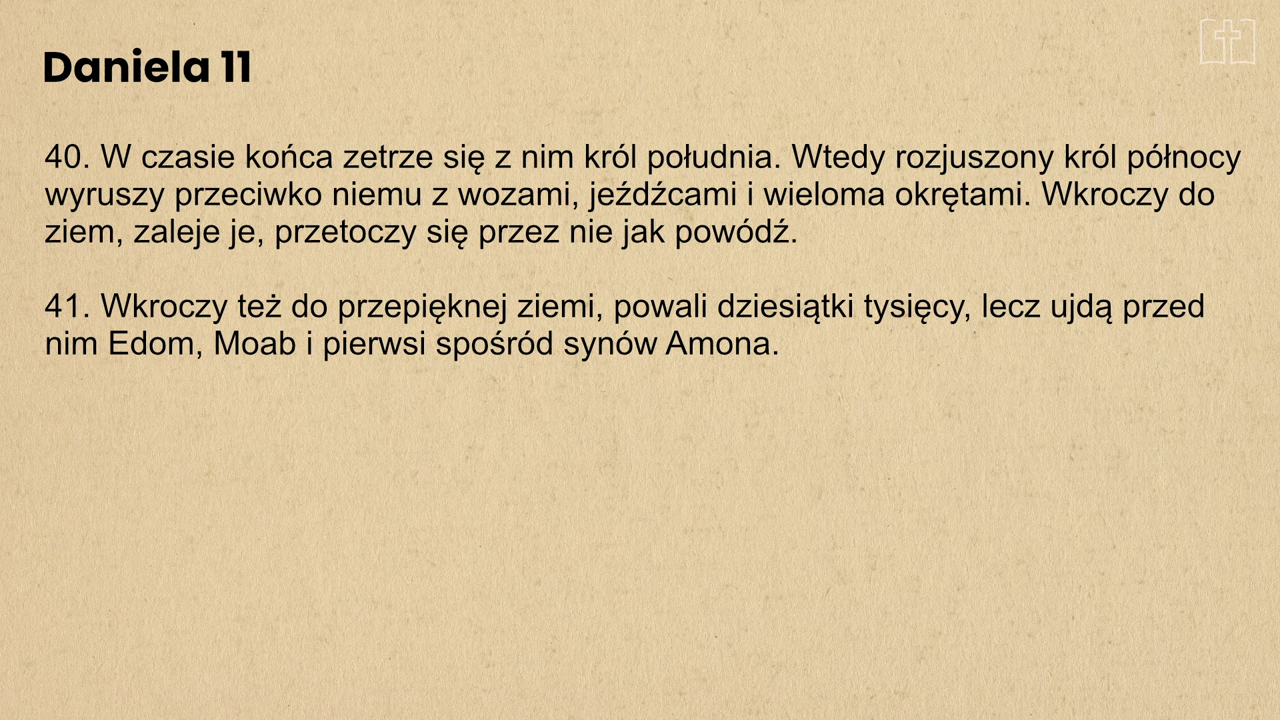 Daniela 11
40. W czasie końca zetrze się z nim król południa. Wtedy rozjuszony król północy
wyruszy przeciwko niemu z wozami, jeźdźcami i wieloma okrętami. Wkroczy do
ziem, zaleje je, przetoczy się przez nie jak powódź.
41. Wkroczy też do przepięknej ziemi, powali dziesiątki tysięcy, lecz ujdą przed
nim Edom, Moab i pierwsi spośród synów Amona.